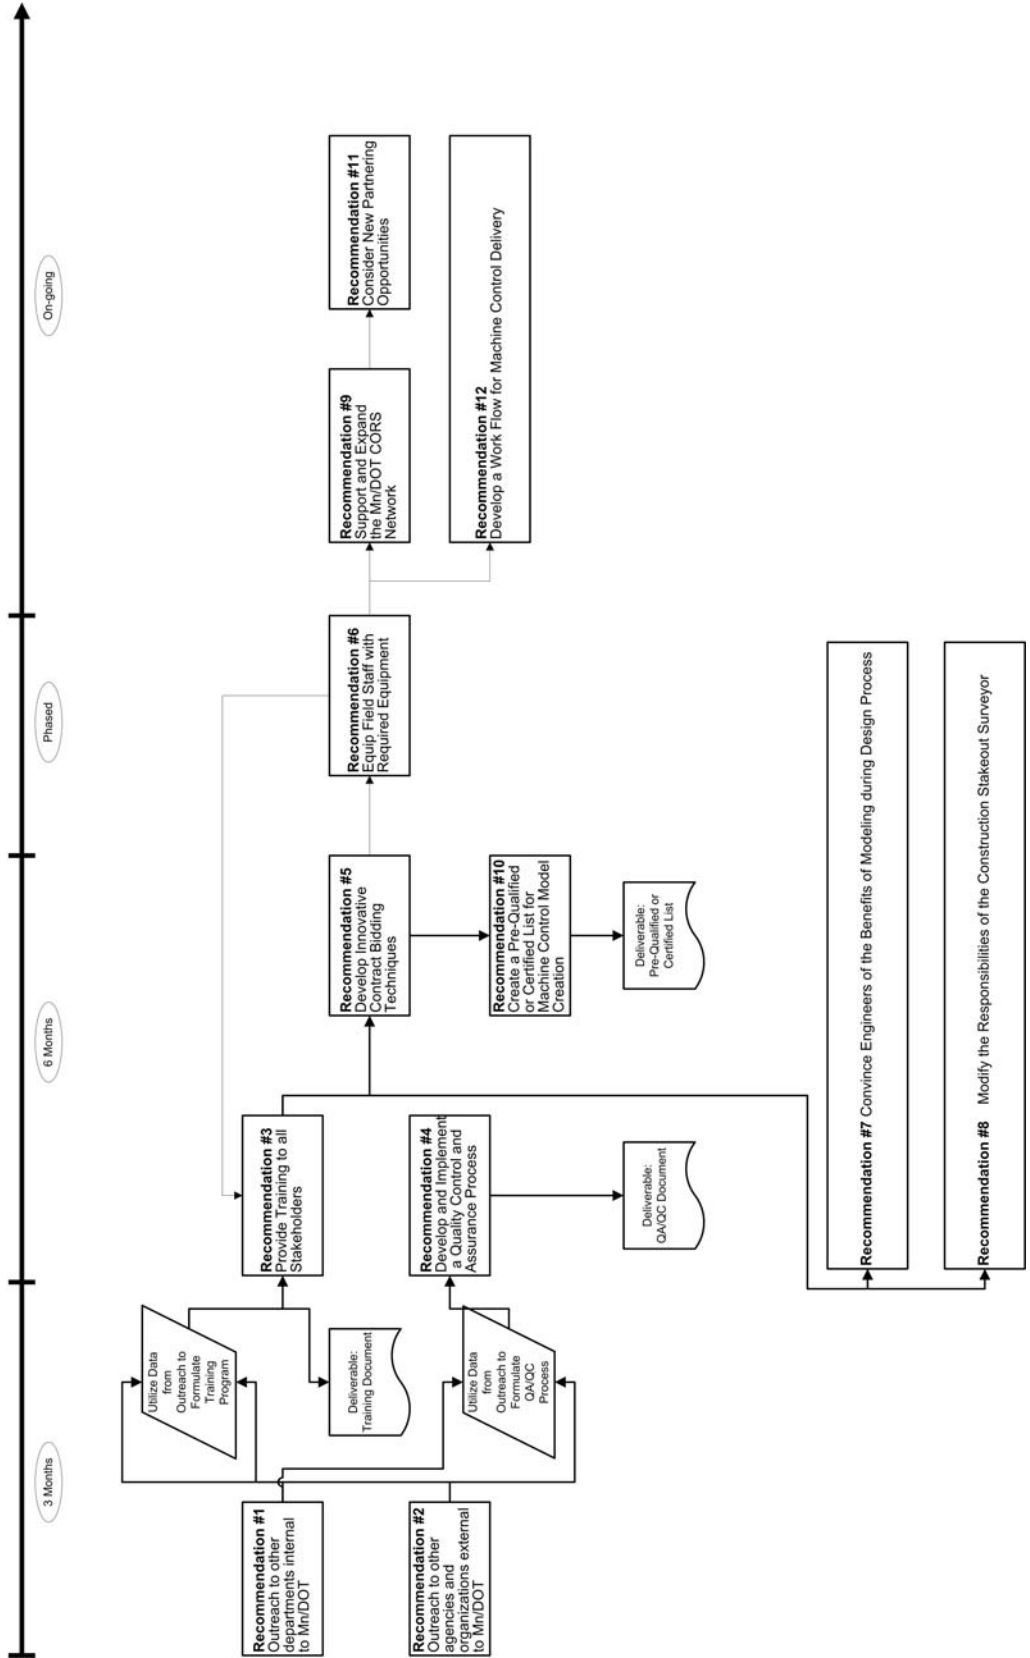 3 Months
6 Months
Phased
On-going
Utilize Data
from
Outreach to
Formulate
Training
Program
Recommendation #1
Outreach to other
departments internal
to Mn/DOT
Deliverable:
Training Document
Recommendation #2
Outreach to other
agencies and
organizations external
to Mn/DOT
Utilize Data
from
Outreach to
Formulate
QA/QC
Process
Recommendation #3
Provide Training to all
Stakeholders
Recommendation #4
Develop and Implement
a Quality Control and
Assurance Process
Deliverable:
QA/QC Document
Recommendation #5
Develop Innovative
Contract Bidding
Techniques
Recommendation #10
Create a Pre-Qualified
or Certified List for
Machine Control Model
Creation
Deliverable:
Pre-Qualified or
Certified List
Recommendation #6
Equip Field Staff with
Required Equipment
Recommendation #9
Support and Expand
the Mn/DOT CORS
Network
Recommendation #11
Consider New Partnering
Opportunities
Recommendation #12
Develop a Work Flow for Machine Control Delivery
Recommendation #7 Convince Engineers of the Benefits of Modeling during Design Process
Recommendation #8 Modify the Responsibilities of the Construction Stakeout Surveyor